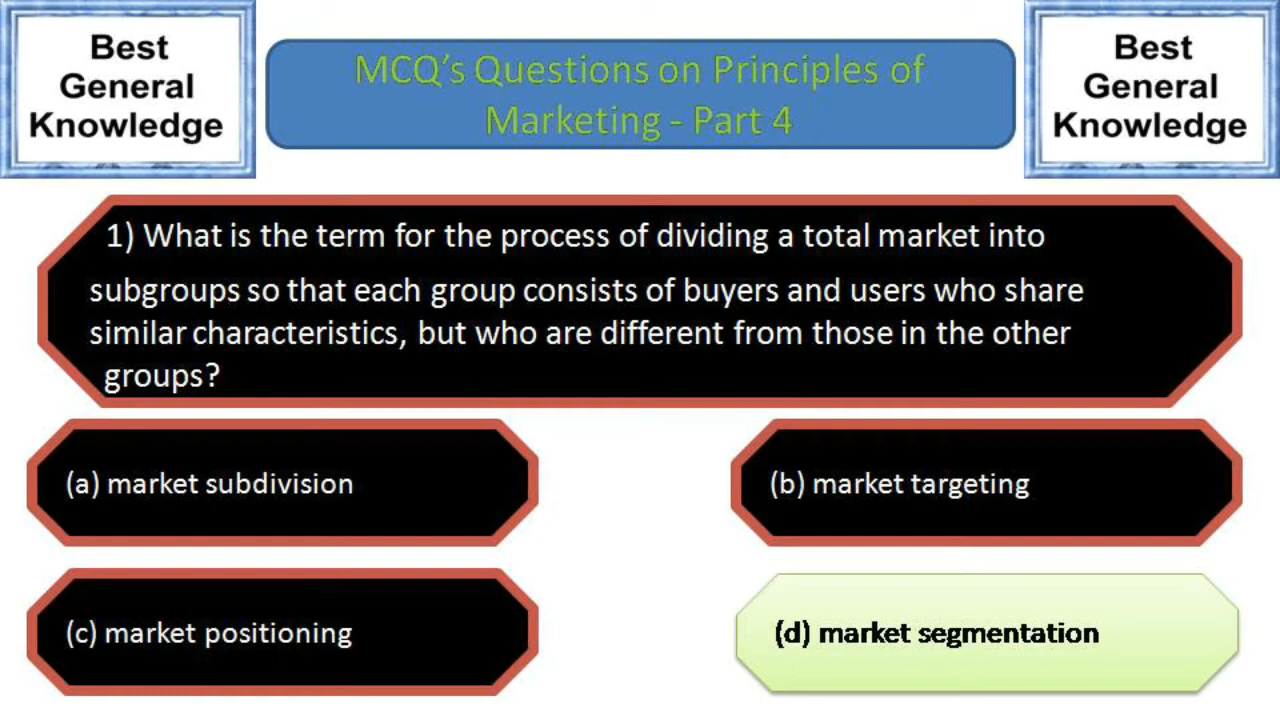 Best
General
Knowledge
MCQ's Questions on Principles of
Marketing - Part 4
Best
General
Knowledge
1) What is the term for the process of dividing a total market into
subgroups so that each group consists of buyers and users who share
similar characteristics, but who are different from those in the other
groups?
(a) market subdivision
(b) market targeting
(c) market positioning
(d) market segmentation